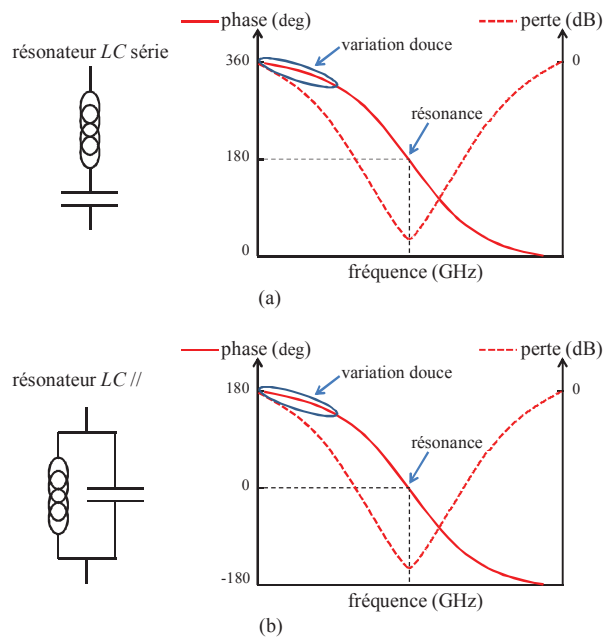 phase (deg)
perte (dB)
résonateur LC série
variation douce
360
0
résonance
180
0
fréquence (GHz)
(a)
phase (deg)
perte (dB)
résonateur LC //
variation douce
180
0
résonance
0
-180
fréquence (GHz)
(b)